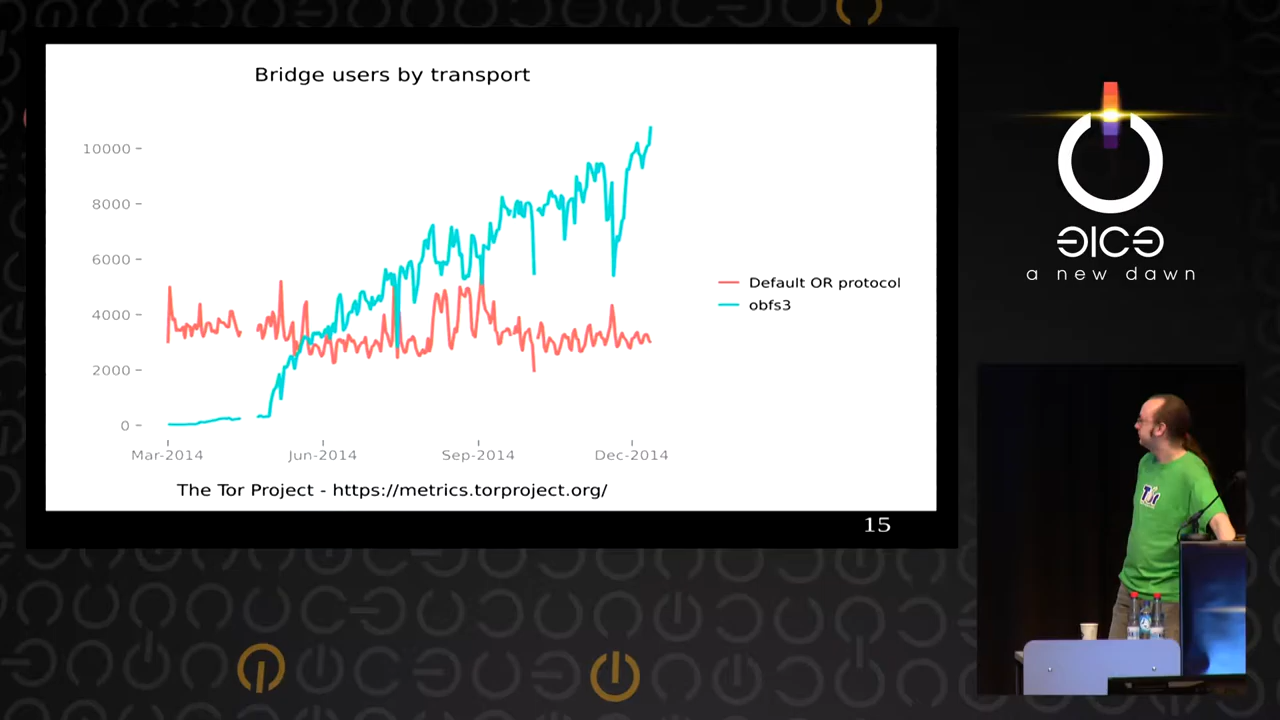 Bridge users by transport
10000
8000
6000
4000
2000
0
Mar-2014
Jun-2014
Sep-2014
Dec-2014
Default OR protocol
obfs3
The Tor Project - https://metrics.torproject.org/
15
a new dawn
Tor